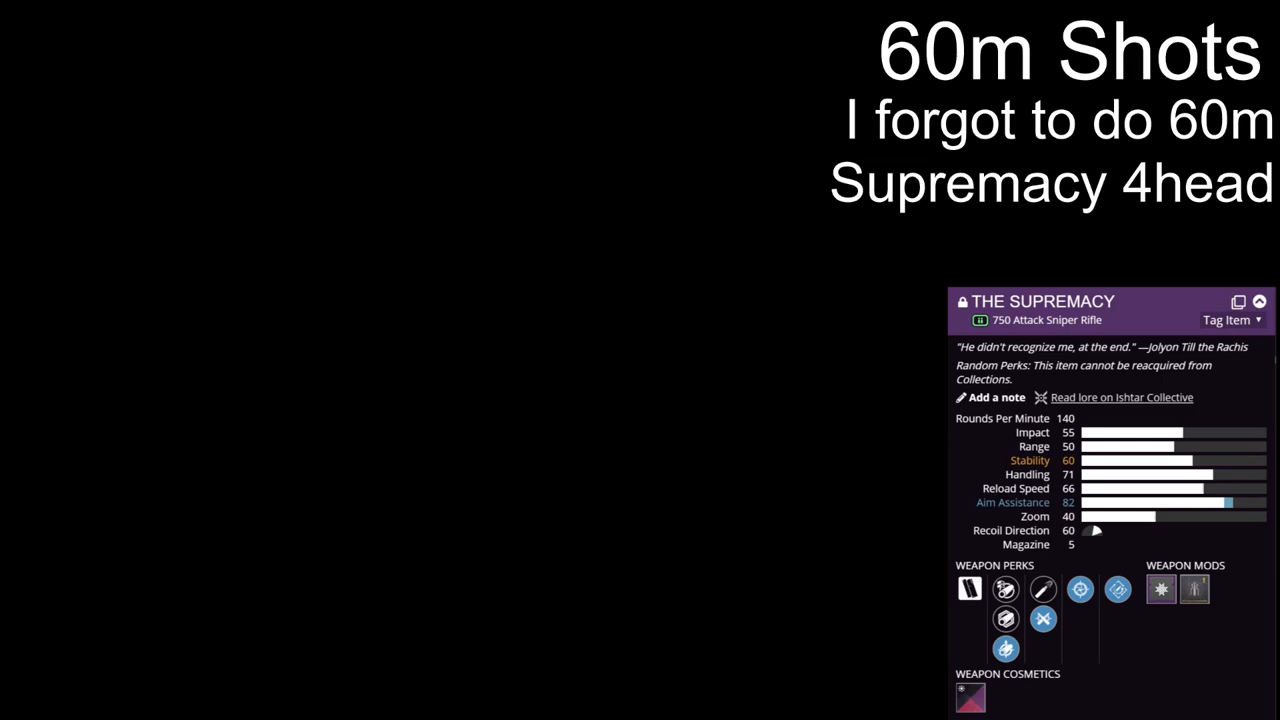 60m Shots
I forgot to do 60m
Supremacy 4head
THE SUPREMACY
750 Attack Sniper Rifle
Tag Item
"He didn't recognize me, at the end." —Jolyon Till the Rachis
Random Perks: This item cannot be reacquired from
Collections.
Add a note Read lore on Ishtar Collective
Rounds Per Minute 140
Impact 55
Range 50
Stability 60
Handling 71
Reload Speed 66
Aim Assistance 82
Zoom 40
Recoil Direction 60
Magazine 5
WEAPON PERKS WEAPON MODS
WEAPON COSMETICS